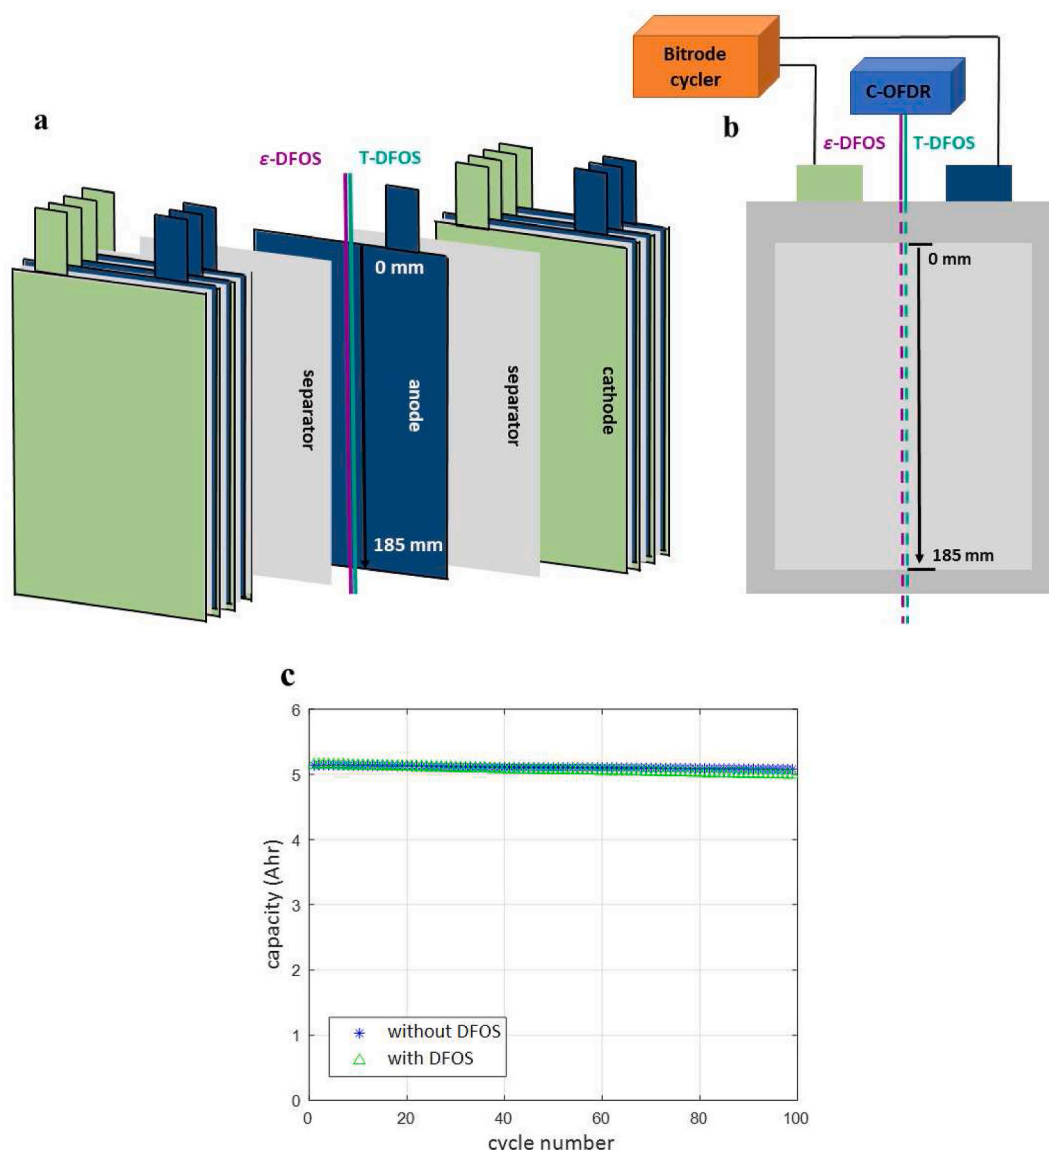 a
ε-DFOS
T-DFOS
0 mm
185 mm
separator
anode
separator
cathode
Bitrode
cycler
C-OFDR
b
ε-DFOS
T-DFOS
0 mm
185 mm
c
6
5
4
3
2
1
0
capacity (Ahr)
without DFOS
with DFOS
0 20 40 60 80 100
cycle number